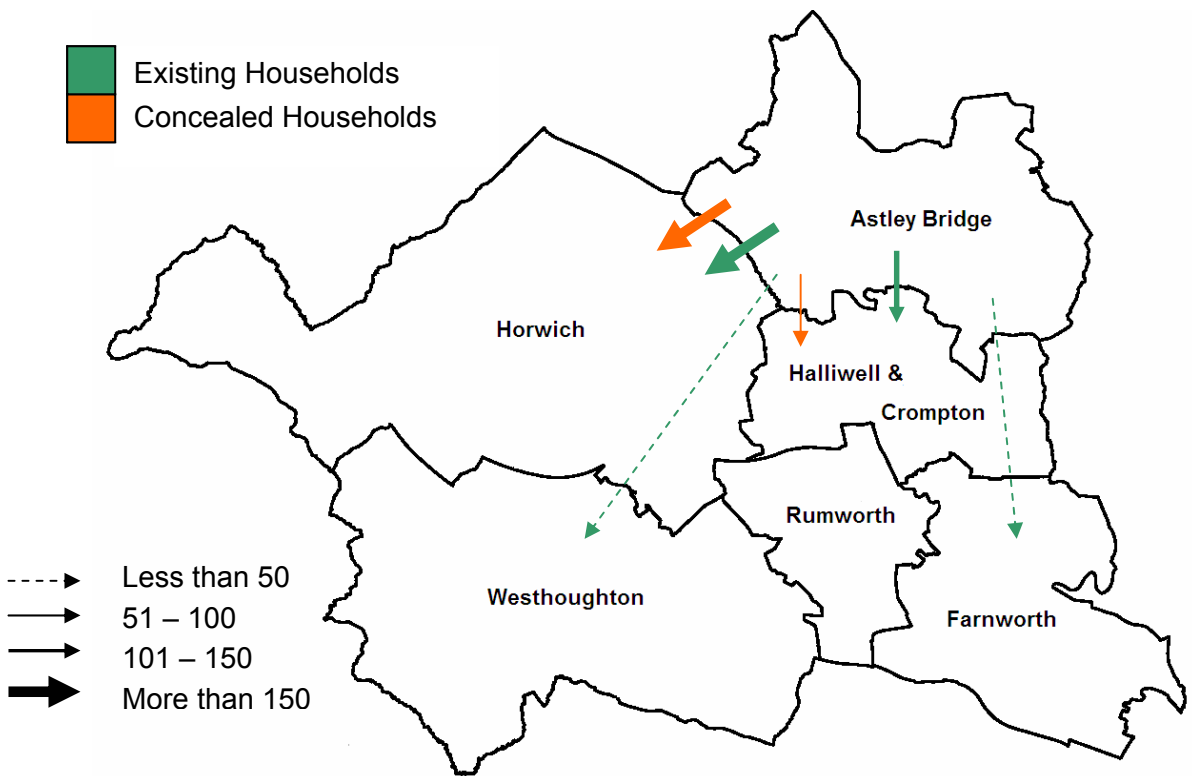 Existing Households
Concealed Households
Astley Bridge
Horwich
Halliwell &
Crompton
Rumworth
Westhoughton
Farnworth
Less than 50
51 – 100
101 – 150
More than 150